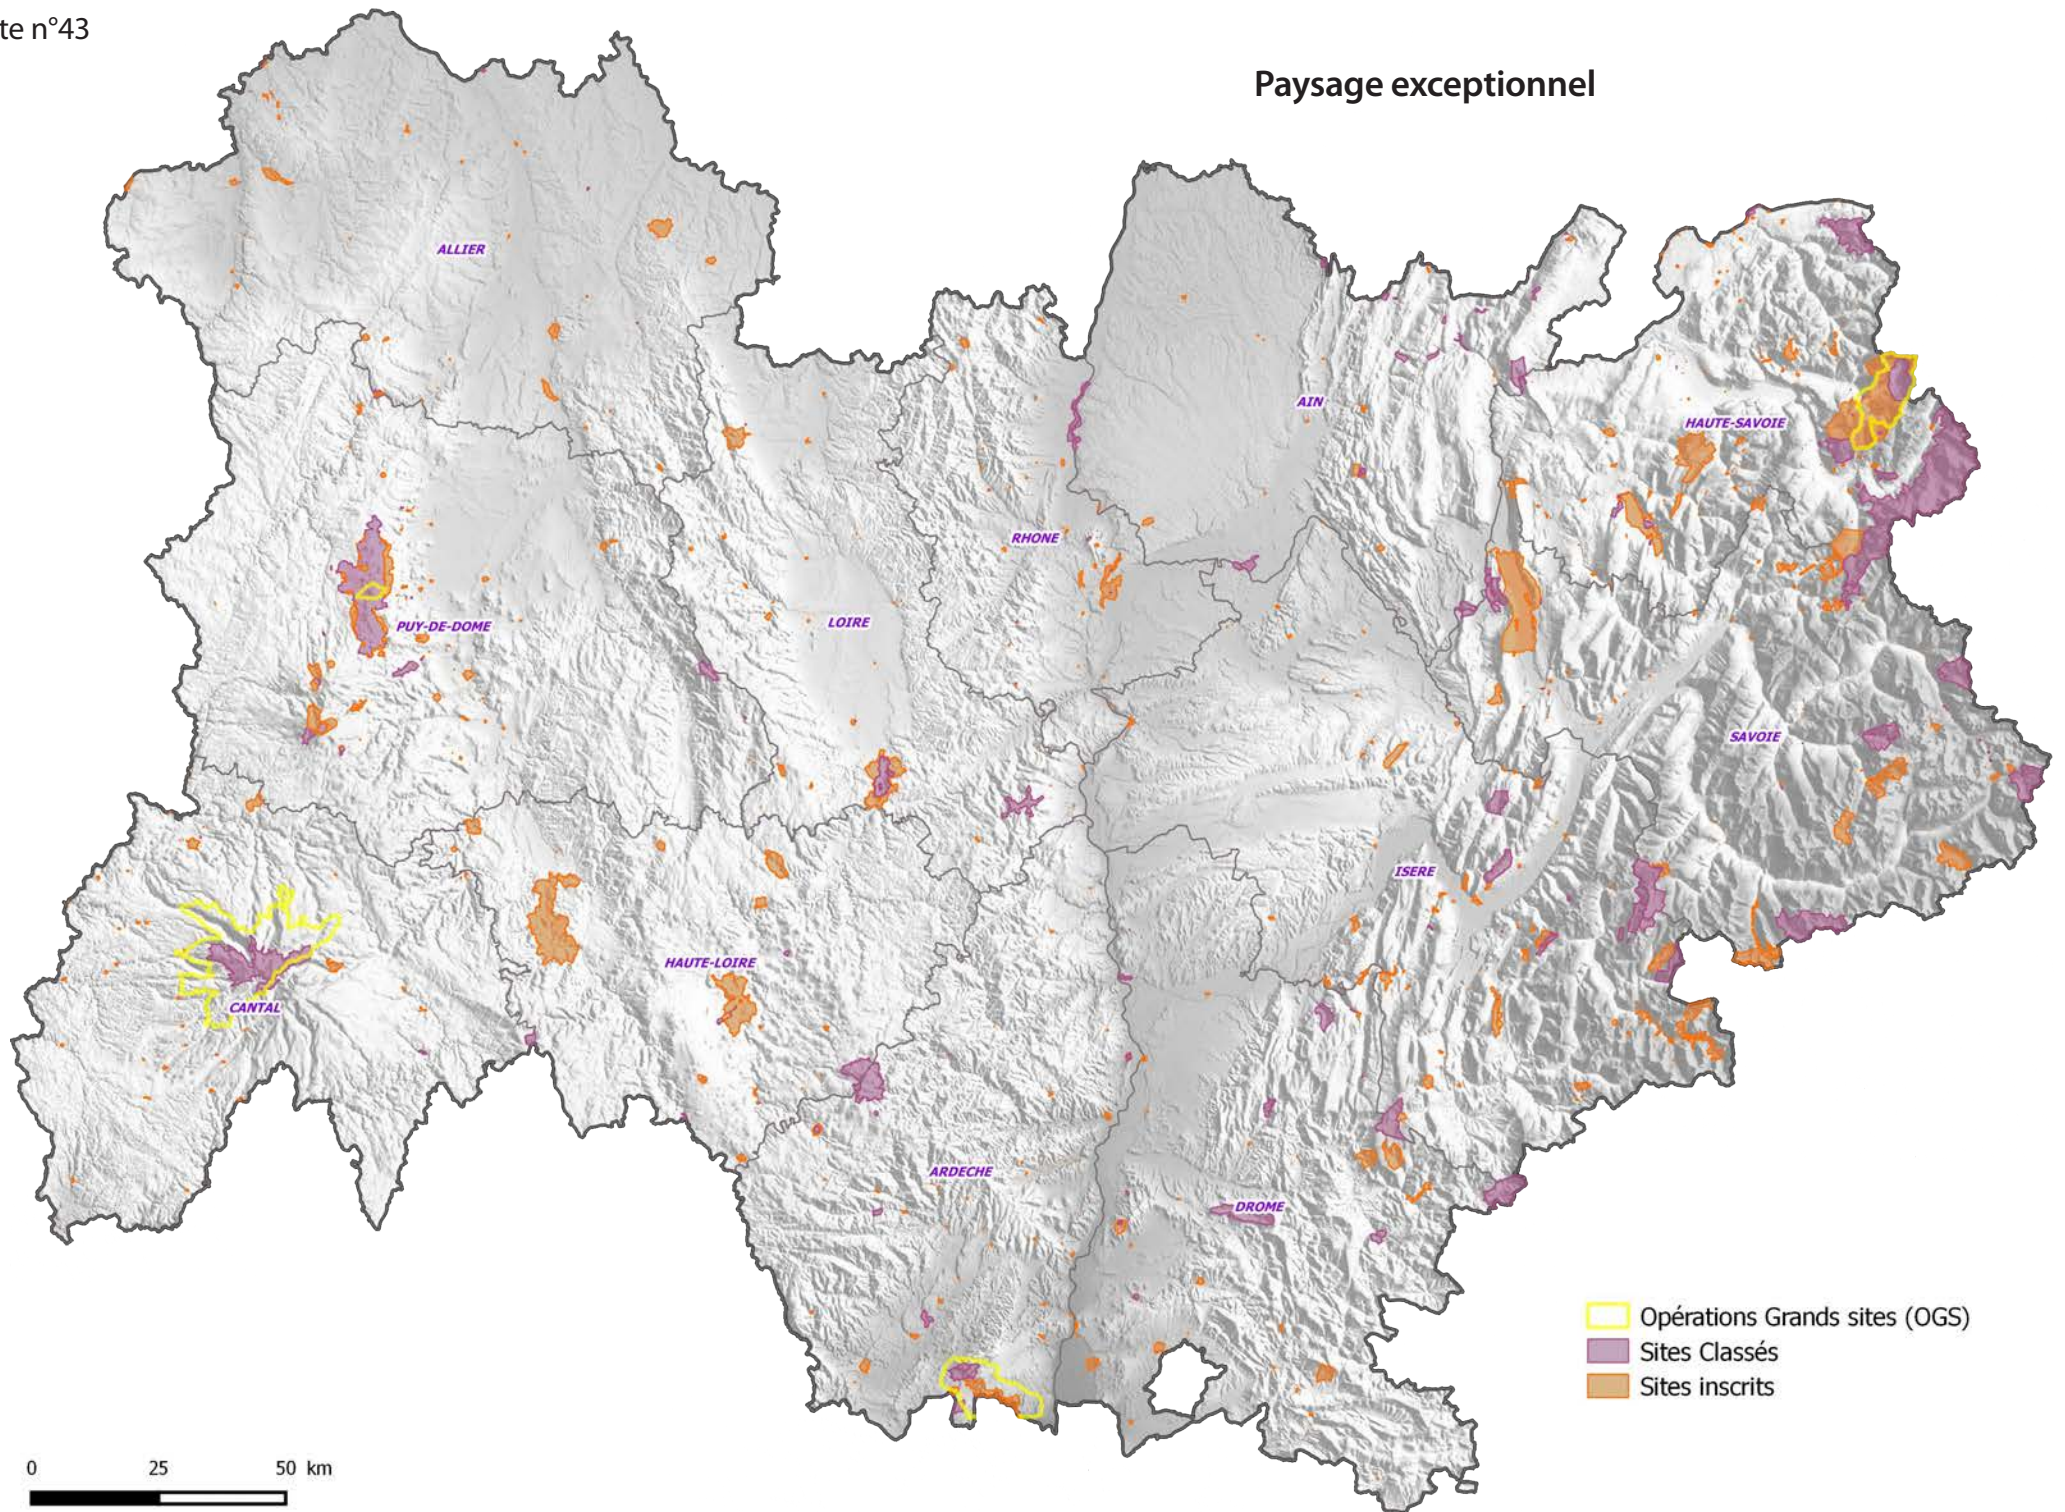 te n°43
Paysage exceptionnel
ALLIER
AIN
HAUTE-SAVOIE
RHONE
LOIRE
PUY-DE-DOME
SAVOIE
ISERE
HAUTE-LOIRE
CANTAL
ARDECHE
DROME
Opérations Grands sites (OGS)
Sites Classés
Sites inscrits
0 25 50 km